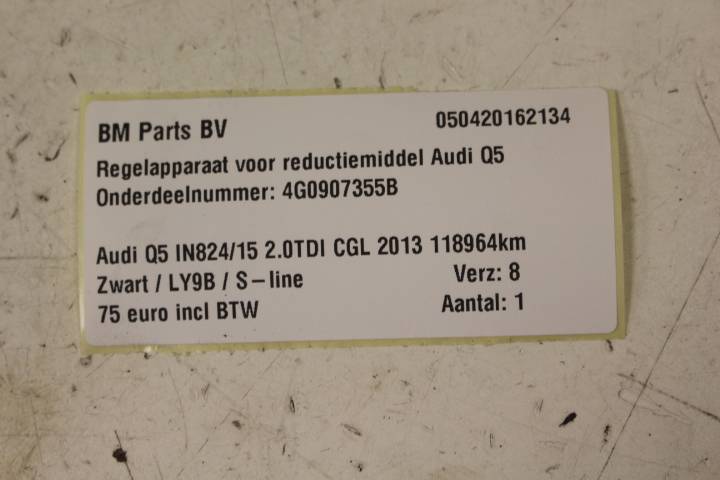 BM Parts BV 050420162134
Regelapparaat voor reductiemiddel Audi Q5
Onderdeelnummer: 4G0907355B
Audi Q5 IN824/15 2.0TDI CGL 2013 118964km
Zwart / LY9B / S-line Verz: 8
75 euro incl BTW Aantal: 1